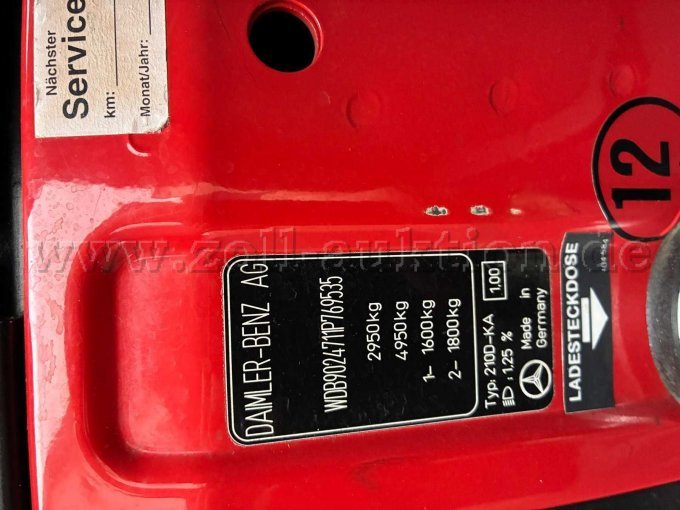 Nächster
Service
km:
Monat/Jahr:
DAIMLER-BENZ AG
WDB9024711P769535
2950kg
4950kg
1- 1600kg
2- 1800kg
Typ: 210D-KA 1,00
: 1,25 %
Made in
Germany
12
LADESTECKDOSE
www.zoll-auktion.de